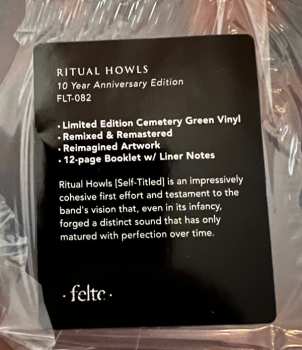 RITUAL HOWLS
10 Year Anniversary Edition
FLT-082
• Limited Edition Cemetery Green Vinyl
• Remixed & Remastered
• Reimagined Artwork
• 12-page Booklet w/ Liner Notes
Ritual Howls [Self-Titled] is an impressively
cohesive first effort and testament to the
band's vision that, even in its infancy,
forged a distinct sound that has only
matured with perfection over time.
· felte ·